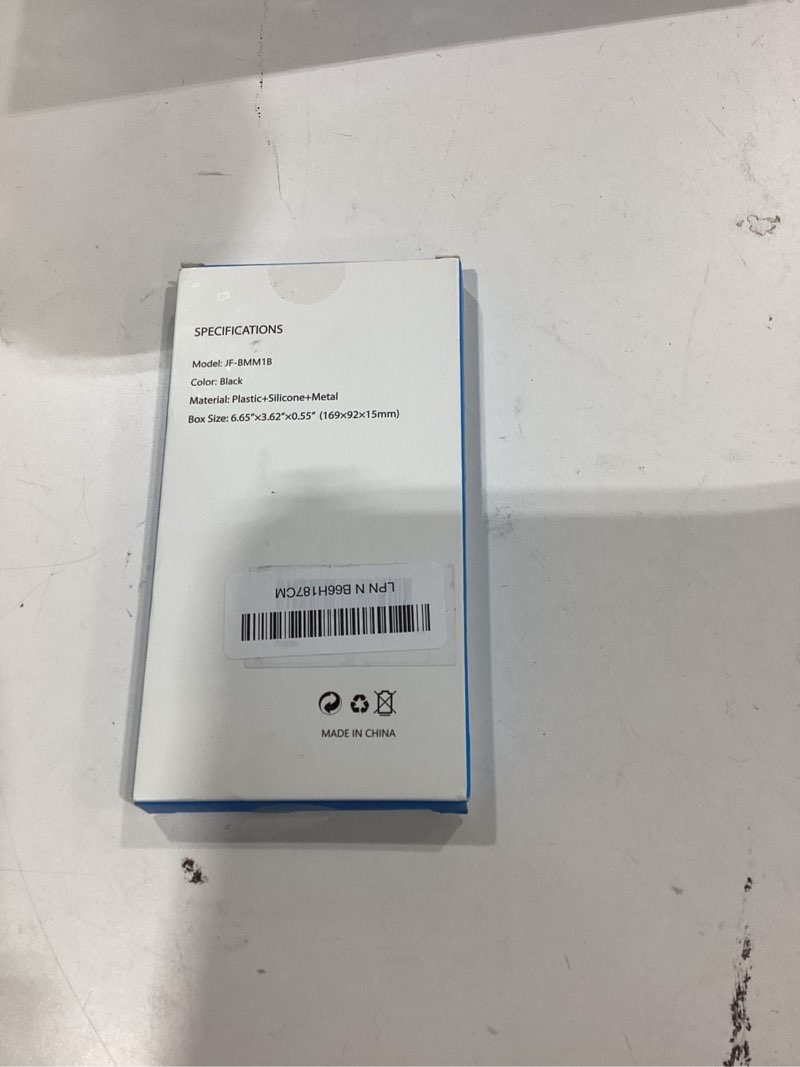 SPECIFICATIONS
Model: JF-BMM1B
Color: Black
Material: Plastic+Silicone+Metal
Box Size: 6.65"×3.62"×0.55" (169×92×15mm)
LPN N B66H187CM
MADE IN CHINA